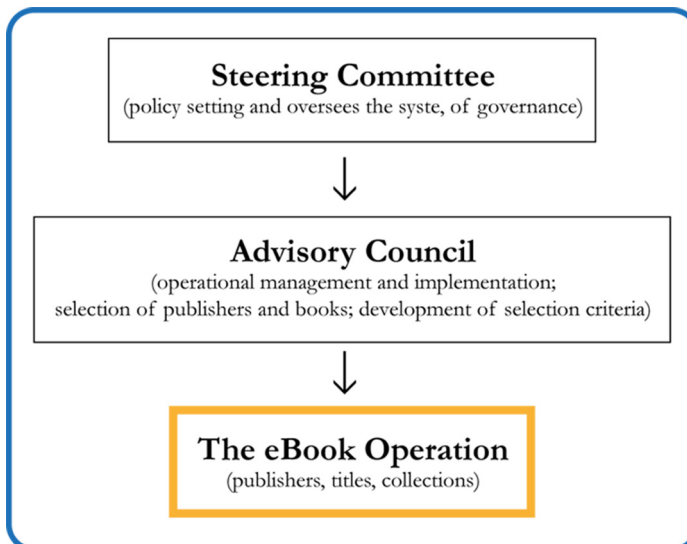 Steering Committee
(policy setting and oversees the syste, of governance)
Advisory Council
(operational management and implementation;
selection of publishers and books; development of selection criteria)
The eBook Operation
(publishers, titles, collections)